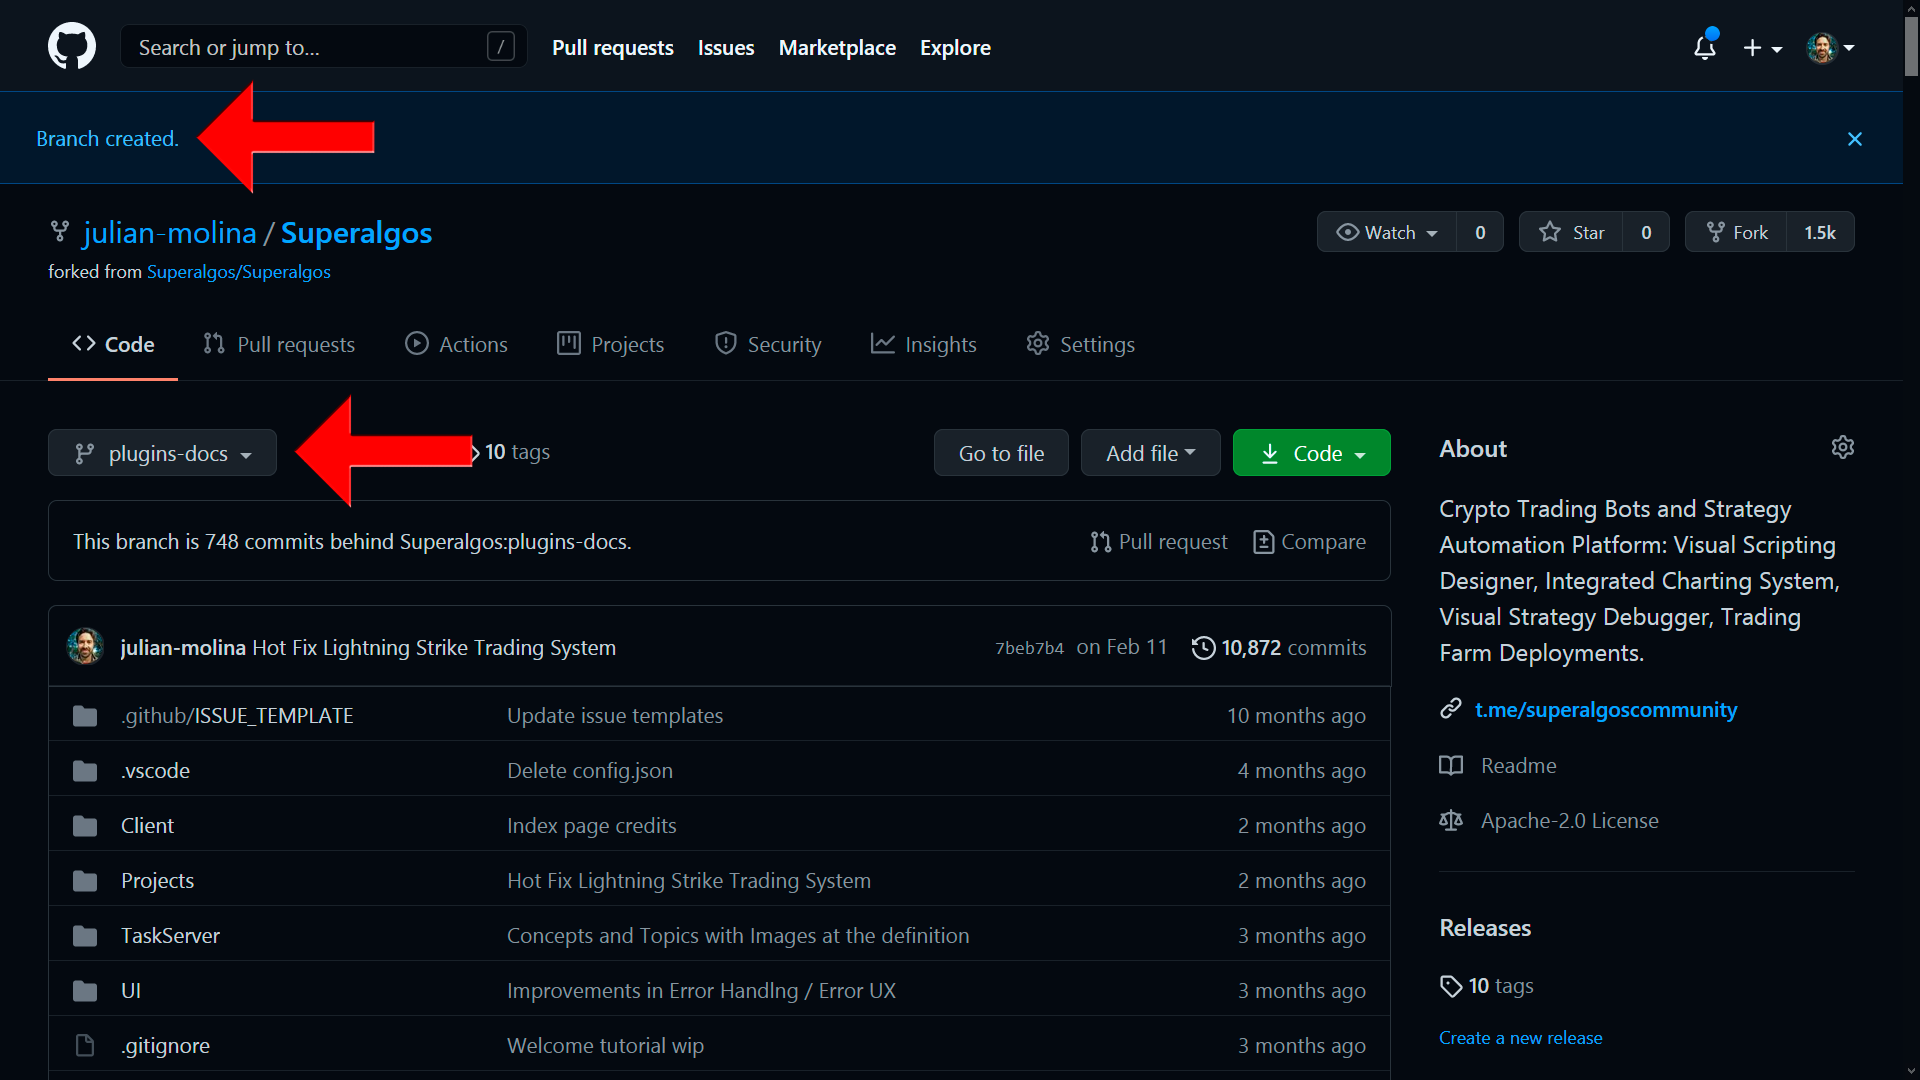 Search or jump to... /
Pull requests Issues Marketplace Explore
Branch created.
julian-molina / Superalgos
Watch 0 Star 0 Fork 1.5k
forked from Superalgos/Superalgos
Code Pull requests Actions Projects Security Insights Settings
plugins-docs 10 tags Go to file Add file Code
This branch is 748 commits behind Superalgos:plugins-docs. Pull request Compare
julian-molina Hot Fix Lightning Strike Trading System 7beb7b4 on Feb 11 10,872 commits
.github/ISSUE_TEMPLATE Update issue templates 10 months ago
.vscode Delete config.json 4 months ago
Client Index page credits 2 months ago
Projects Hot Fix Lightning Strike Trading System 2 months ago
TaskServer Concepts and Topics with Images at the definition 3 months ago
UI Improvements in Error Handlng / Error UX 3 months ago
.gitignore Welcome tutorial wip 3 months ago
About
Crypto Trading Bots and Strategy
Automation Platform: Visual Scripting
Designer, Integrated Charting System,
Visual Strategy Debugger, Trading
Farm Deployments.
t.me/superalgoscommunity
Readme
Apache-2.0 License
Releases
10 tags
Create a new release